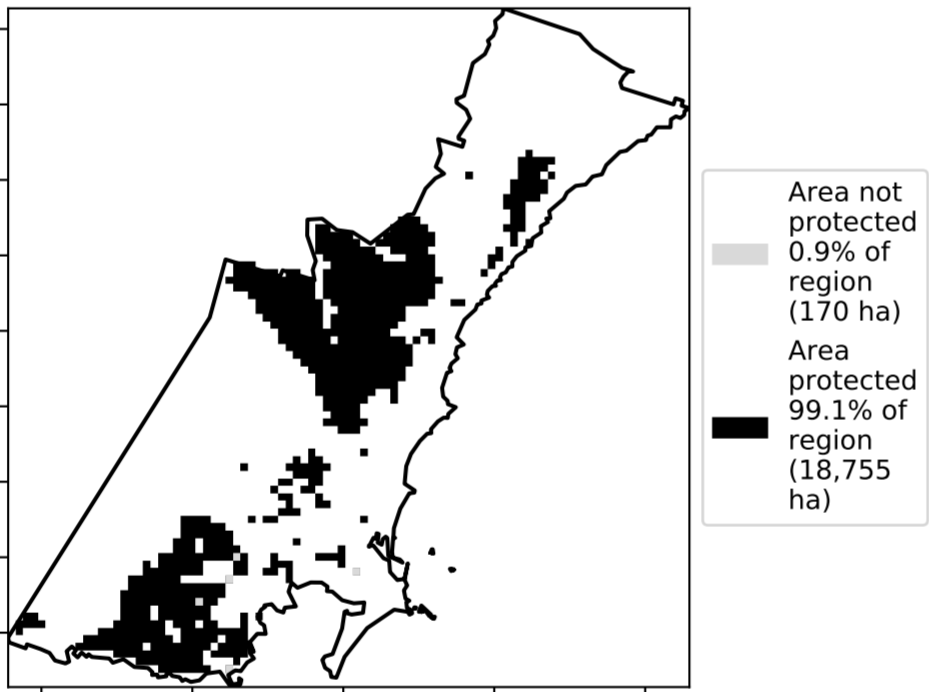 Area not
protected
0.9% of
region
(170 ha)
Area
protected
99.1% of
region
(18,755
ha)